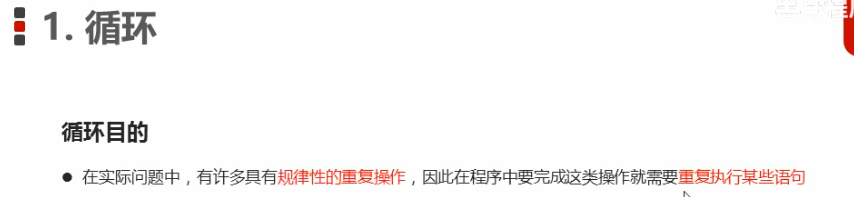 1. 循环
循环目的
● 在实际问题中，有许多具有规律性的重复操作，因此在程序中要完成这类操作就需要重复执行某些语句